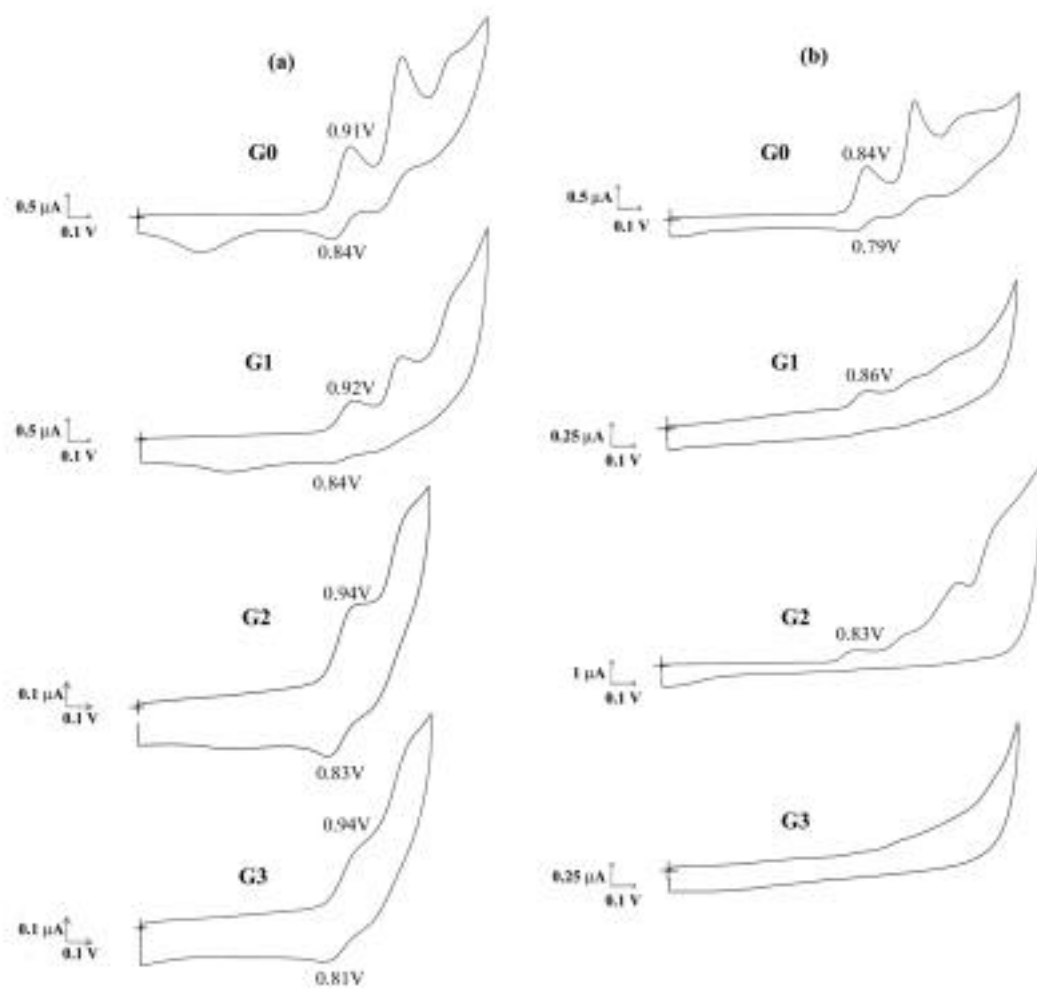 (a)
0.91V
G0
0.5 μA
0.1 V
0.84V
G1
0.92V
0.5 μA
0.1 V
0.84V
G2
0.94V
0.1 μA
0.1 V
0.83V
G3
0.94V
0.1 μA
0.1 V
0.81V
(b)
G0
0.84V
0.5 μA
0.1 V
0.79V
G1
0.86V
0.25 μA
0.1 V
G2
0.83V
1 μA
0.1 V
G3
0.25 μA
0.1 V